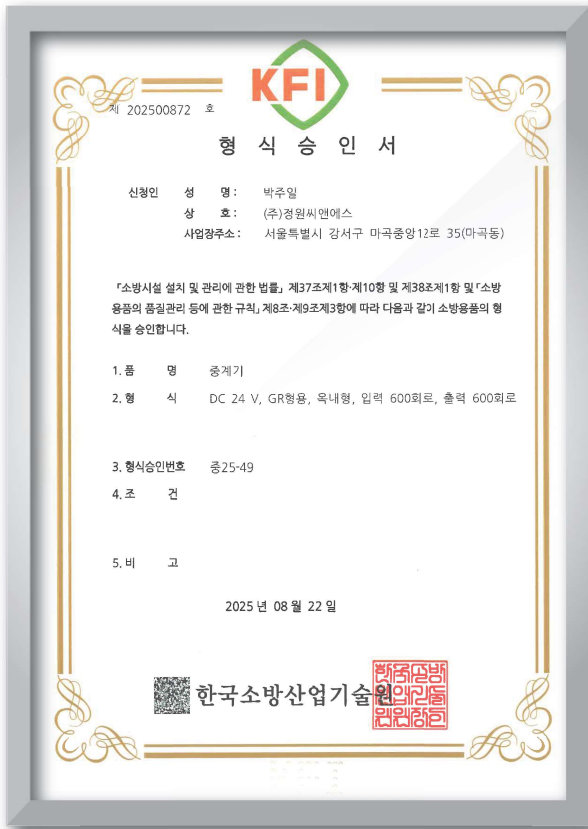 KFI
제 202500872 호
형 식 승 인 서
신청인 성 명 : 박주일
상 호 : (주)정원씨앤에스
사업장주소 : 서울특별시 강서구 마곡중앙12로 35(마곡동)
「소방시설 설치 및 관리에 관한 법률」 제37조제1항·제10항 및 제38조제1항 및 「소방
용품의 품질관리 등에 관한 규칙」 제8조·제9조제3항에 따라 다음과 같이 소방용품의 형
식을 승인합니다.
1. 품 명 중계기
2. 형 식 DC 24 V, GR형용, 옥내형, 입력 600회로, 출력 600회로
3. 형식승인번호 중25-49
4. 조 건
5. 비 고
2025 년 08 월 22 일
한국소방산업기술원